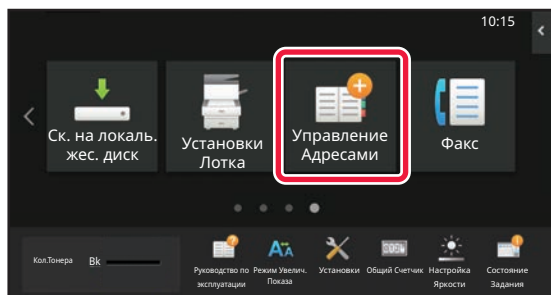 10:15
Ск. на локаль.
жес. диск
Установки
Лотка
Управление
Адресами
Факс
Кол.Тонера
Bk
Руководство по
эксплуатации
Режим Увелич.
Показа
Установки
Общий Счетчик
Настройка
Яркости
Состояние
Задания